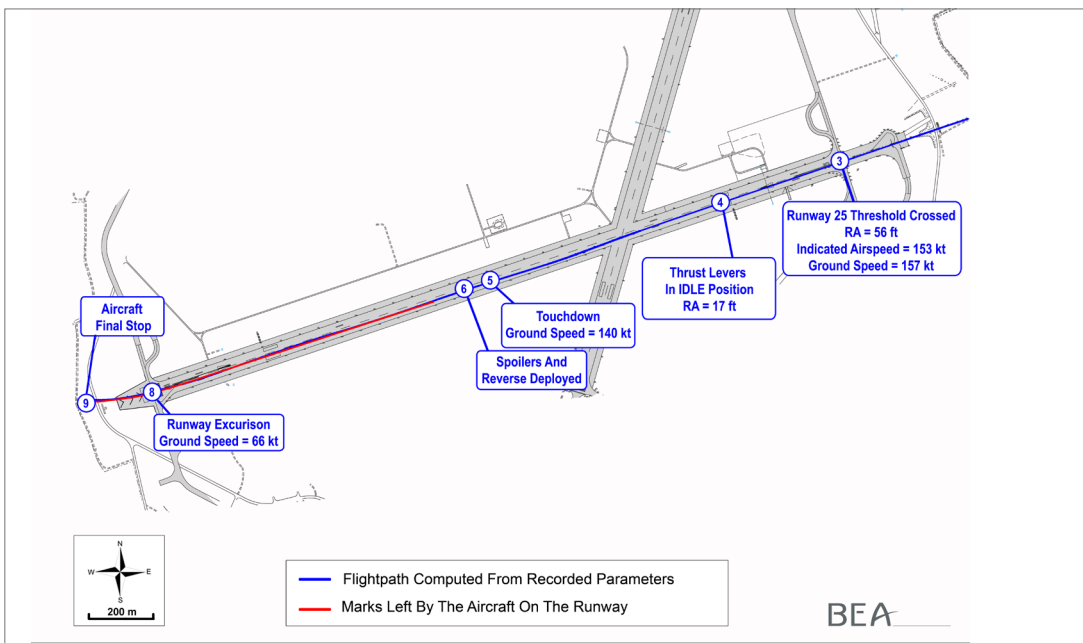 3
Runway 25 Threshold Crossed
RA = 56 ft
Indicated Airspeed = 153 kt
Ground Speed = 157 kt
4
Thrust Levers
In IDLE Position
RA = 17 ft
5
Touchdown
Ground Speed = 140 kt
6
Spoilers And
Reverse Deployed
8
Runway Excurison
Ground Speed = 66 kt
Aircraft
Final Stop
9
N
W
E
S
200 m
Flightpath Computed From Recorded Parameters
Marks Left By The Aircraft On The Runway
BEA